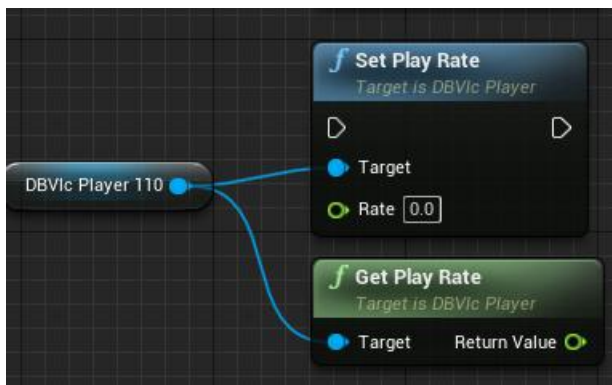 Set Play Rate
Target is DBVlc Player
DBVlc Player 110
Target
Rate 0.0
Get Play Rate
Target is DBVlc Player
Target Return Value